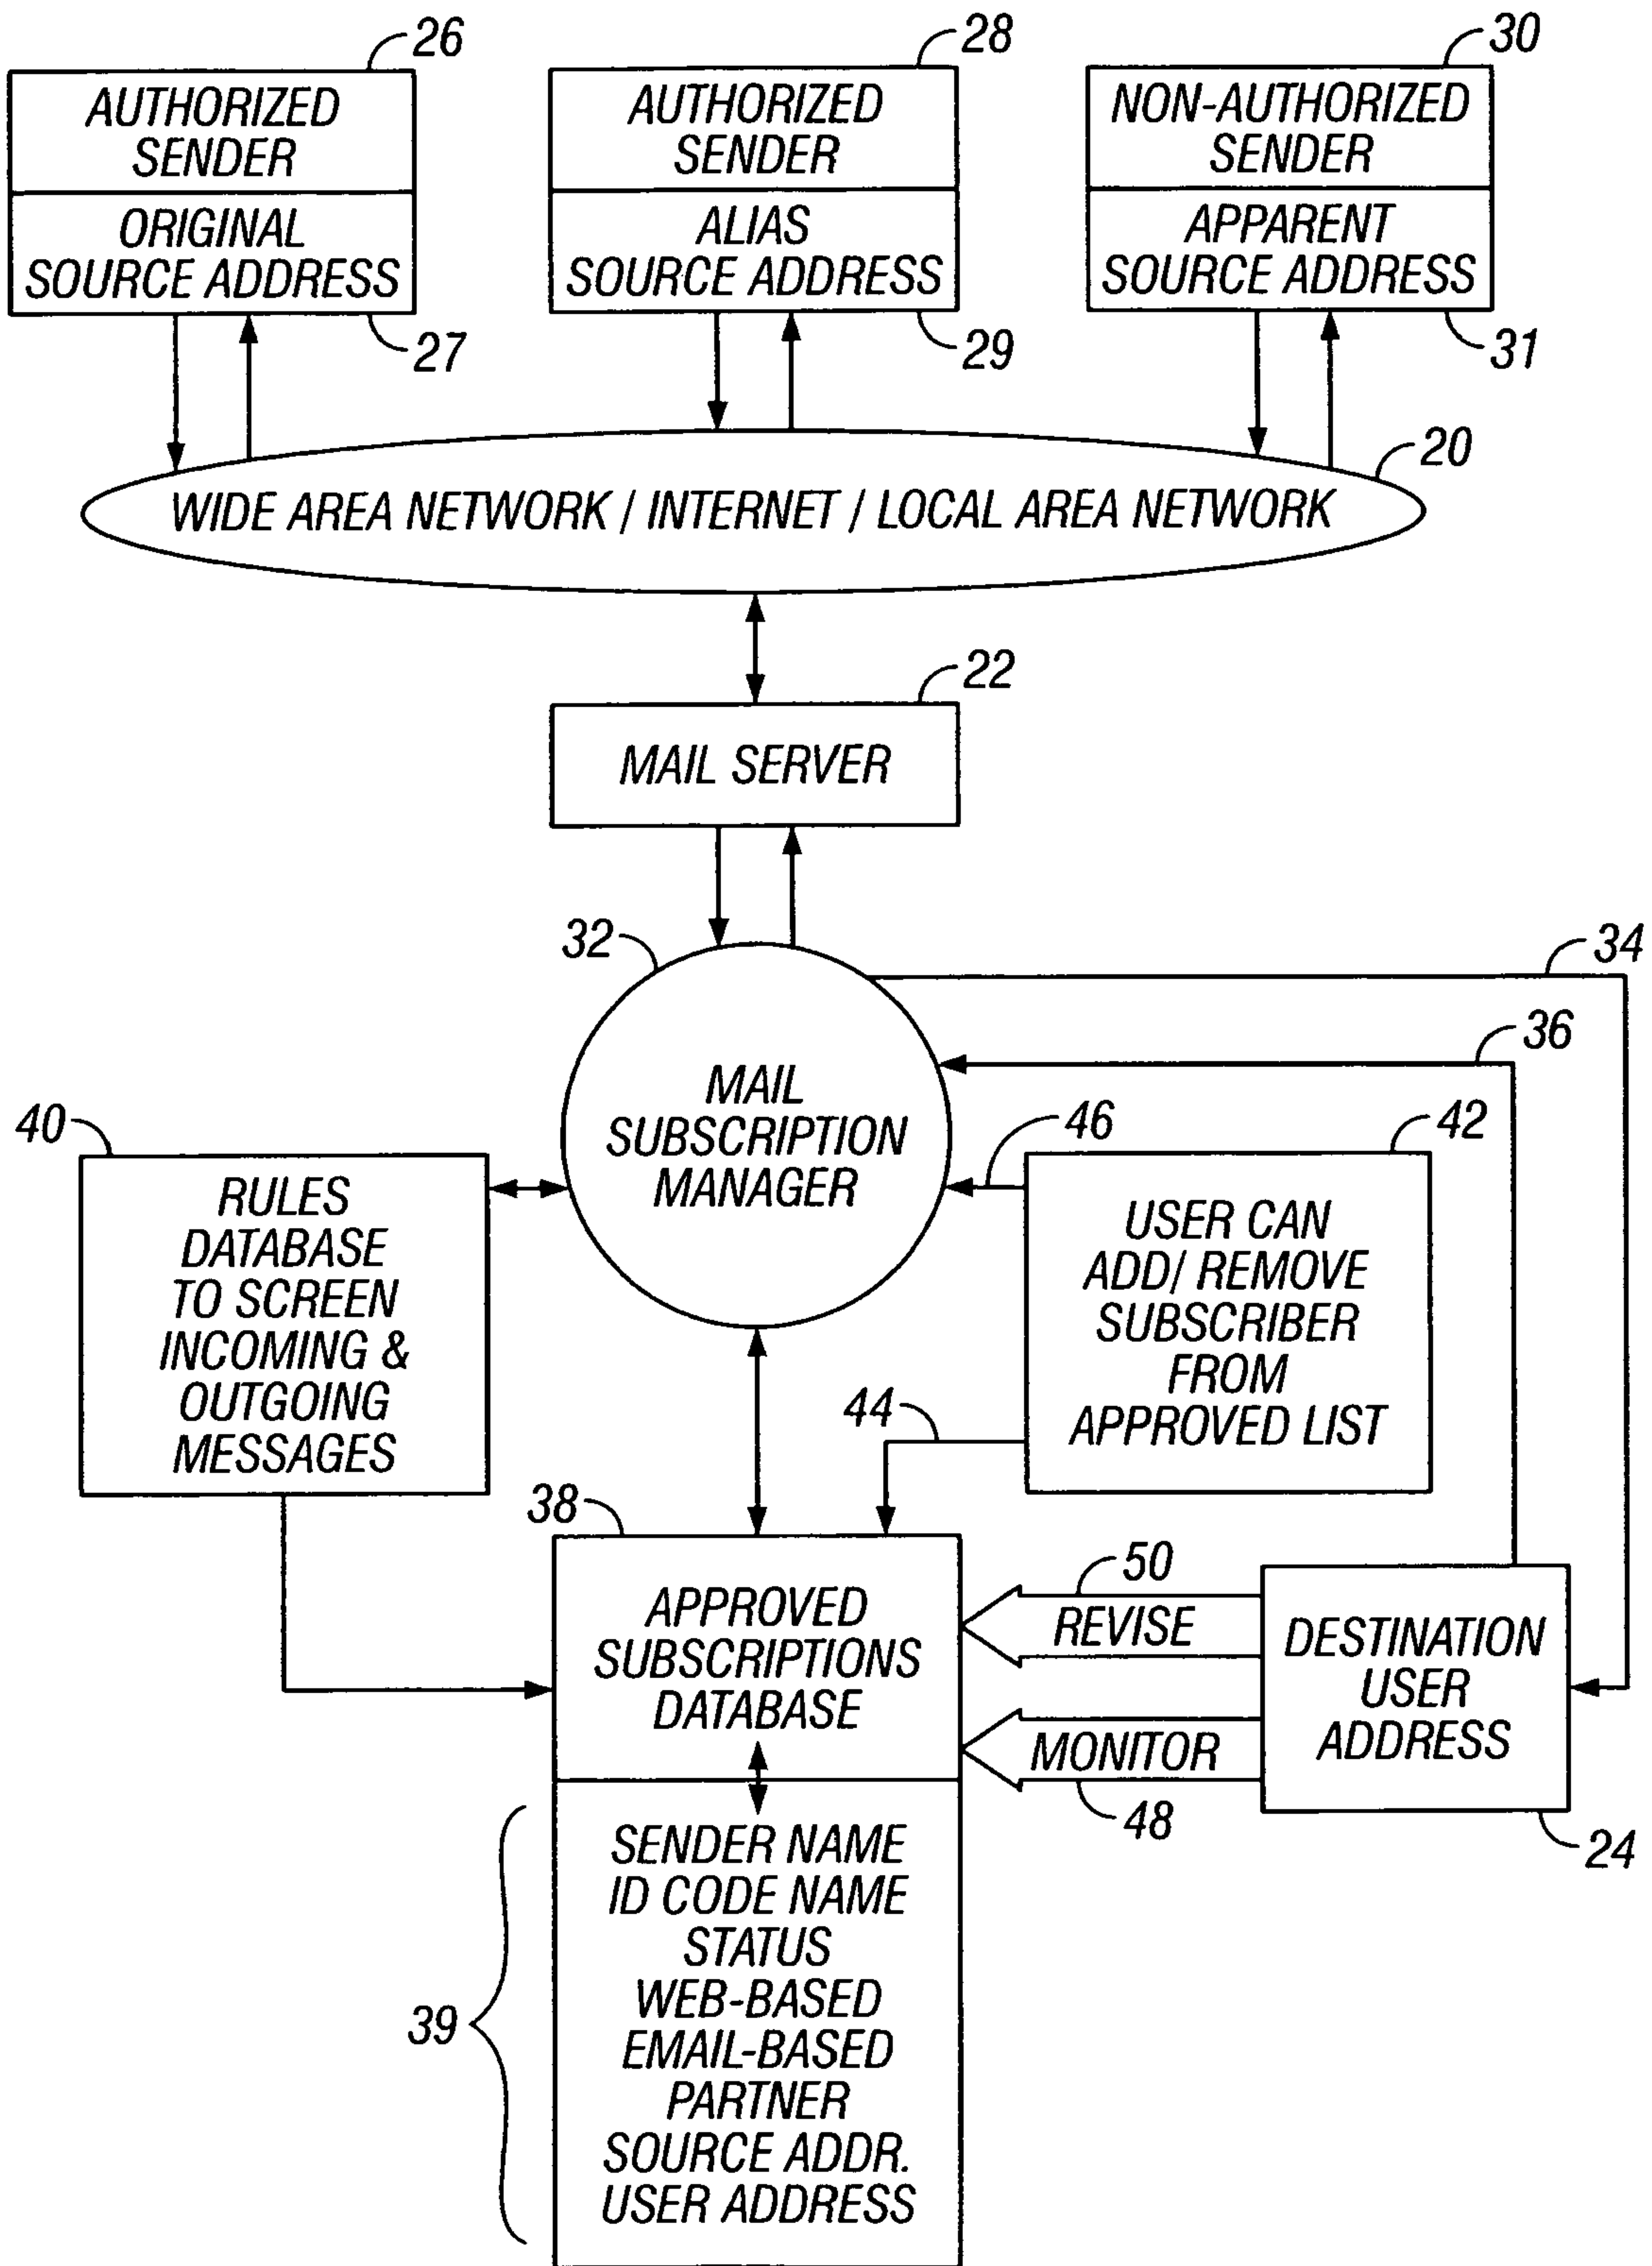 26
AUTHORIZED
SENDER
ORIGINAL
SOURCE ADDRESS
27
28
AUTHORIZED
SENDER
ALIAS
SOURCE ADDRESS
29
30
NON-AUTHORIZED
SENDER
APPARENT
SOURCE ADDRESS
31
20
WIDE AREA NETWORK / INTERNET / LOCAL AREA NETWORK
22
MAIL SERVER
32
MAIL
SUBSCRIPTION
MANAGER
34
36
40
RULES
DATABASE
TO SCREEN
INCOMING &
OUTGOING
MESSAGES
46
42
USER CAN
ADD/ REMOVE
SUBSCRIBER
FROM
APPROVED LIST
44
38
APPROVED
SUBSCRIPTIONS
DATABASE
50
REVISE
MONITOR
48
DESTINATION
USER
ADDRESS
24
39
SENDER NAME
ID CODE NAME
STATUS
WEB-BASED
EMAIL-BASED
PARTNER
SOURCE ADDR.
USER ADDRESS